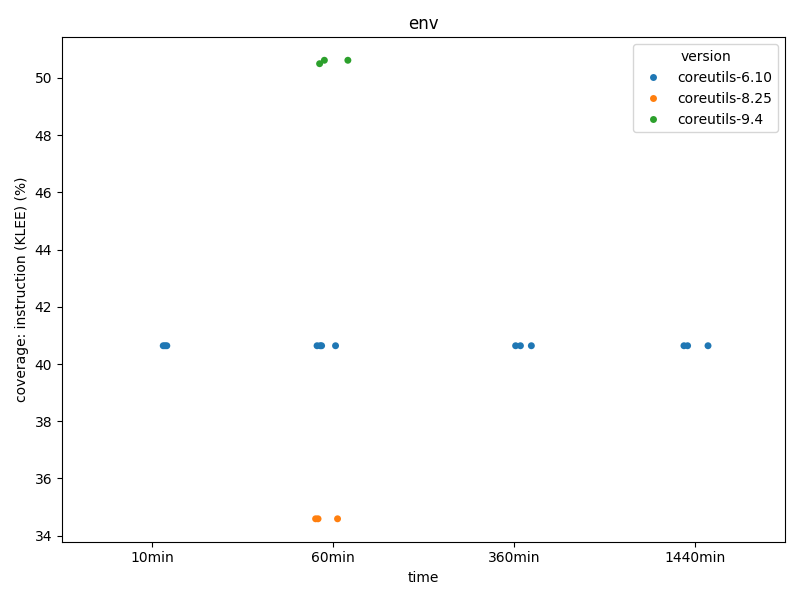 env
version
coreutils-6.10
coreutils-8.25
coreutils-9.4
coverage: instruction (KLEE) (%)
50
48
46
44
42
40
38
36
34
10min
60min
360min
1440min
time